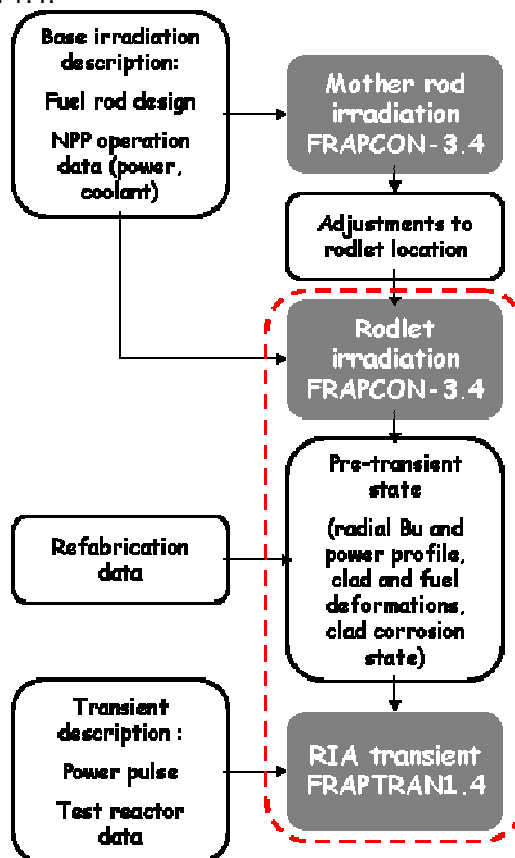 Base irradiation
description:
Fuel rod design
NPP operation
data (power,
coolant)
Mother rod
irradiation
FRAPCON-3.4
Adjustments to
rodlet location
Rodlet
irradiation
FRAPCON-3.4
Pre-transient
state
(radial Bu and
power profile,
clad and fuel
deformations,
clad corrosion
state)
Refabrication
data
Transient
description :
Power pulse
Test reactor
data
RIA transient
FRAPTRAN1.4